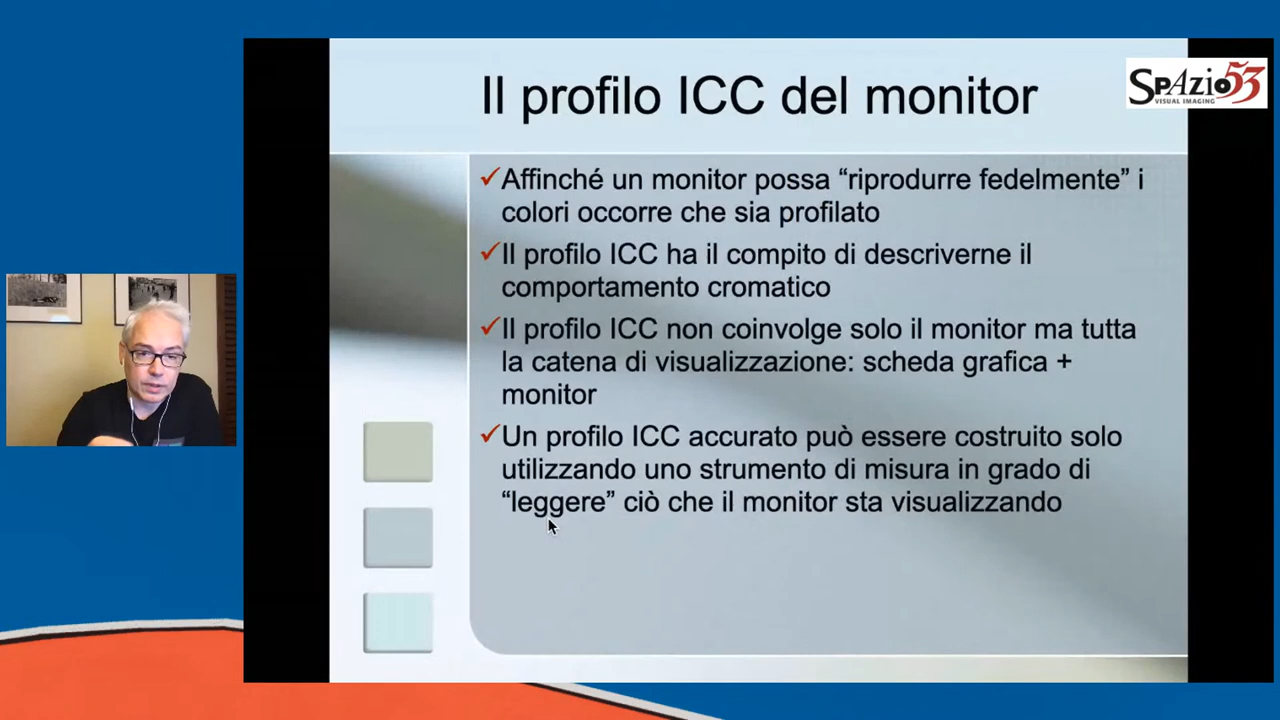 Il profilo ICC del monitor
SPAZIO53
VISUAL IMAGING
Affinché un monitor possa “riprodurre fedelmente” i
colori occorre che sia profilato
Il profilo ICC ha il compito di descriverne il
comportamento cromatico
Il profilo ICC non coinvolge solo il monitor ma tutta
la catena di visualizzazione: scheda grafica +
monitor
Un profilo ICC accurato può essere costruito solo
utilizzando uno strumento di misura in grado di
“leggere” ciò che il monitor sta visualizzando